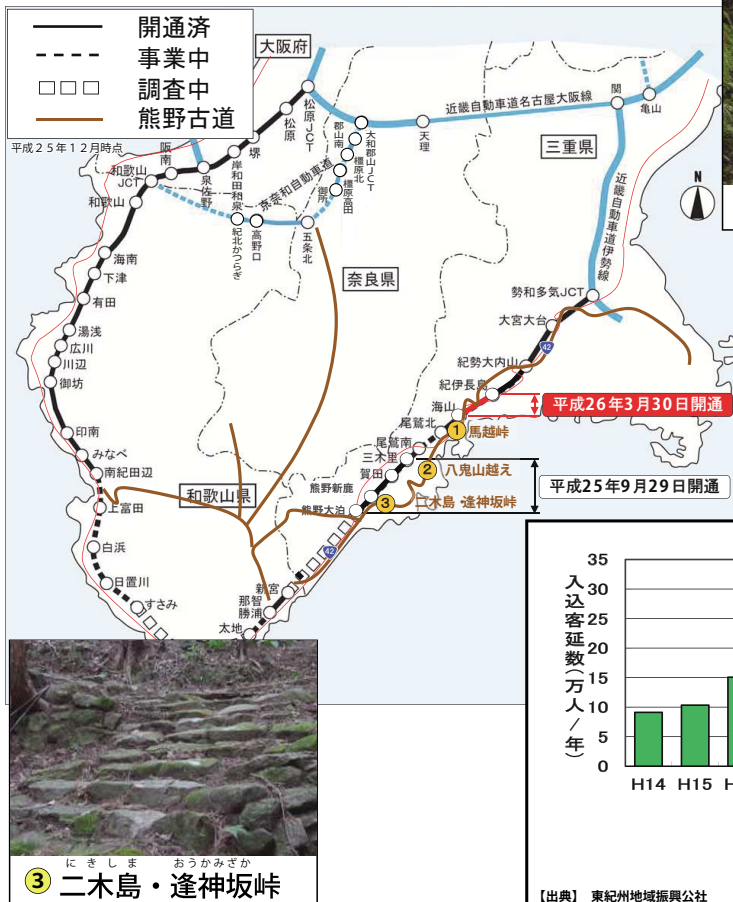 開通済
事業中
調査中
熊野古道
平成25年12月時点
大阪府
三重県
奈良県
和歌山県
N
近畿自動車道名古屋大阪線
近畿自動車道伊勢線
京奈和自動車道
松原JCT
松原
堺
岸和田和泉
泉佐野
阪南
和歌山JCT
和歌山
海南
下津
有田
湯浅
広川
川辺
御坊
印南
みなべ
南紀田辺
上富田
白浜
日置川
すさみ
郡山南
大和郡山JCT
橿原北
橿原高田
御所
五条北
高野口
紀北かつらぎ
天理
関
亀山
勢和多気JCT
大宮大台
42
紀勢大内山
紀伊長島
海山
平成26年3月30日開通
尾鷲北
1 馬越峠
尾鷲南
三木里
2 八鬼山越え
賀田
熊野新鹿
3 二木島・逢神坂峠
熊野大泊
平成25年9月29日開通
42
新宮
那智勝浦
太地
にきしま おうかみざか
3 二木島・逢神坂峠
入込客延数(万人/年)
35
30
25
20
15
10
5
0
H14 H15
【出典】 東紀州地域振興公社